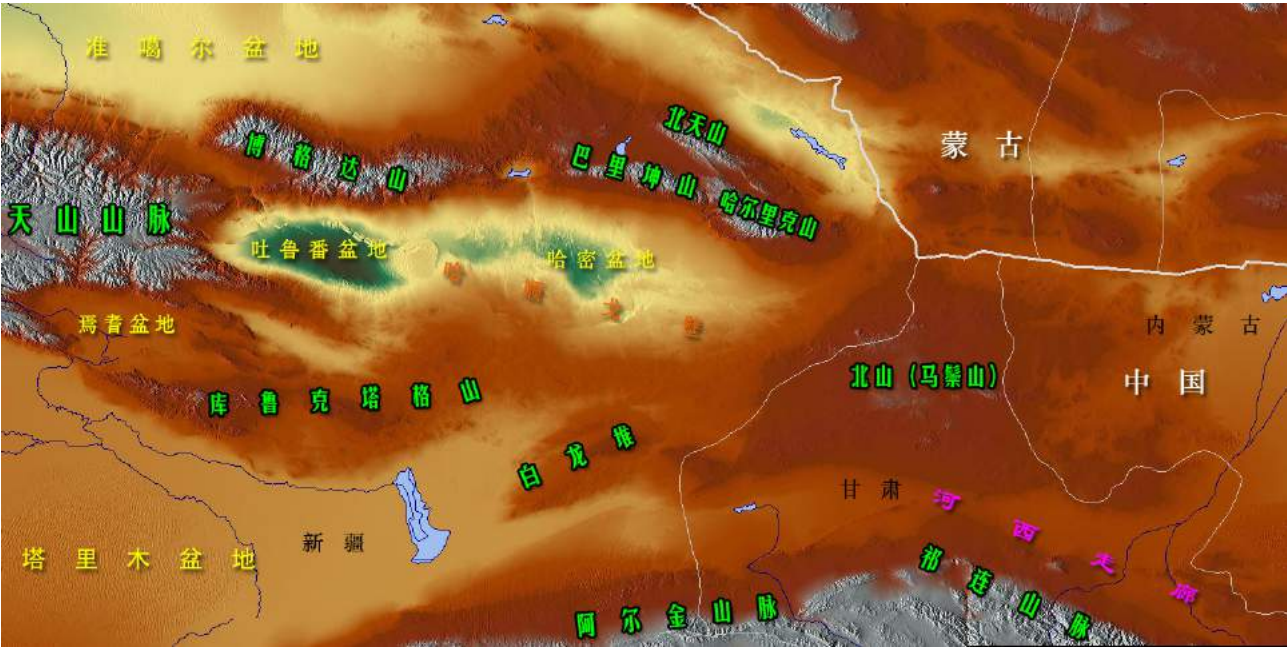 准噶尔盆地
北天山
博格达山
巴里坤山
蒙古
哈尔里克山
天山山脉
吐鲁番盆地
哈密盆地
哈
戈
焉耆盆地
内蒙古
北山（马鬃山）
中国
库鲁克塔格山
白龙堆
甘肃
河西走廊
新疆
塔里木盆地
祁连山脉
阿尔金山脉